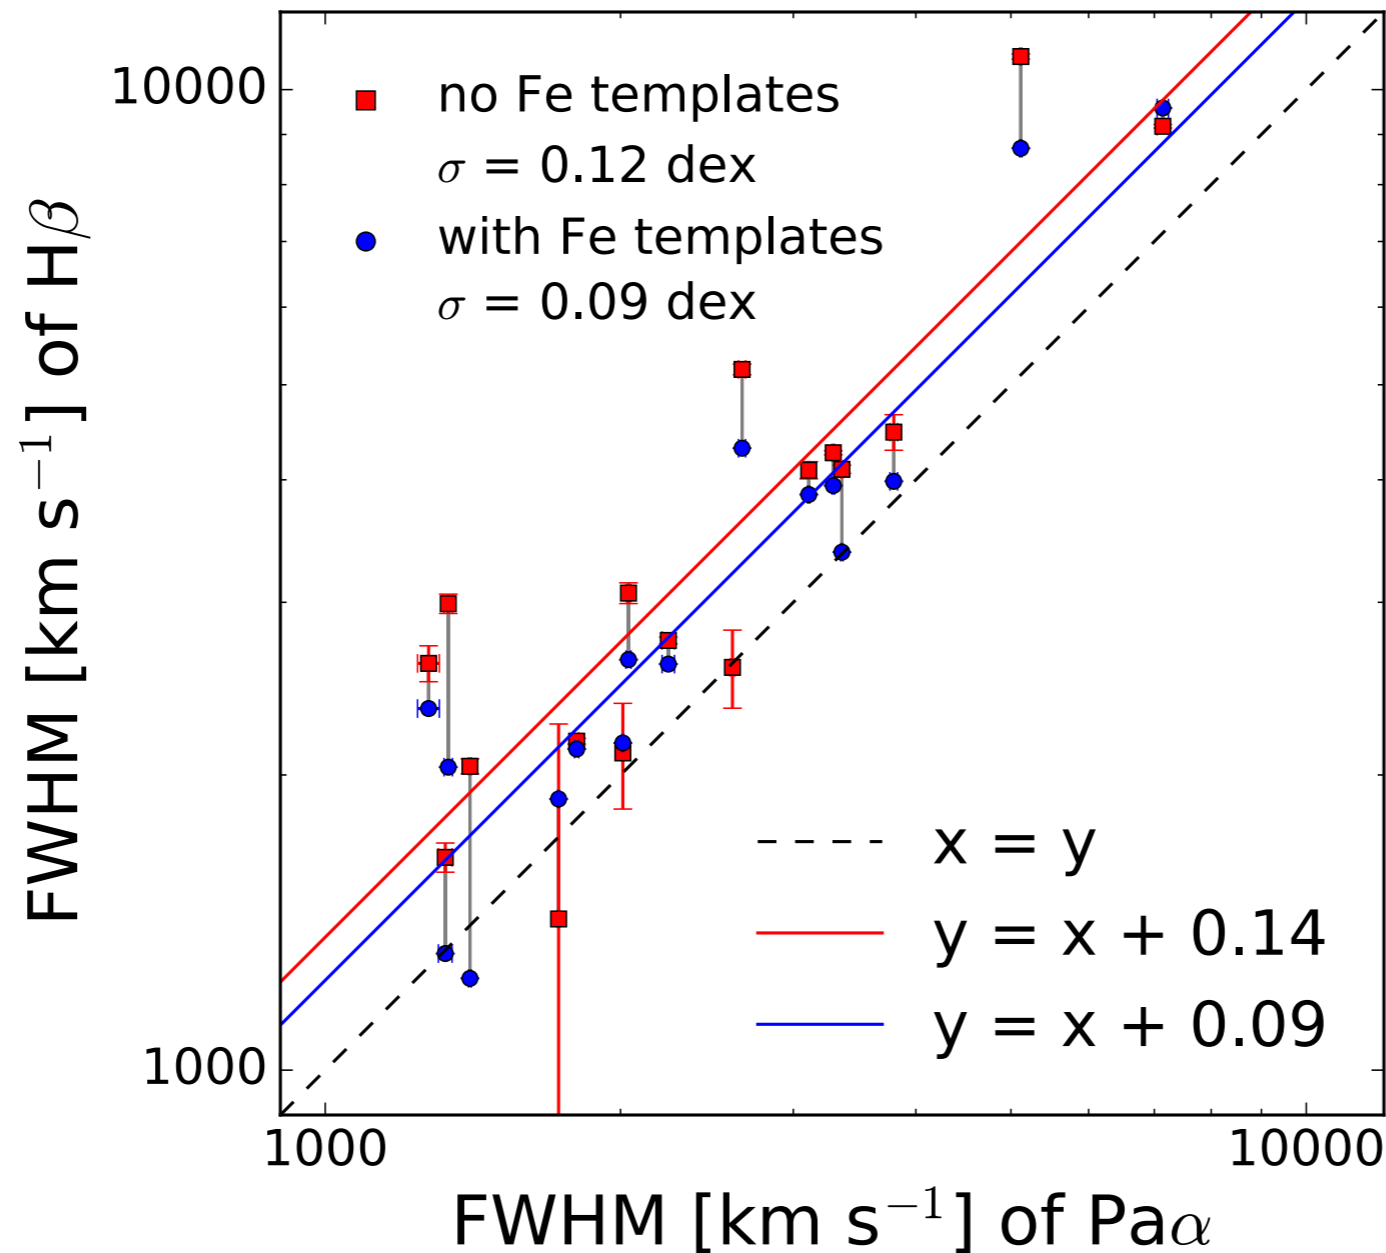 10000
no Fe templates
σ = 0.12 dex
with Fe templates
σ = 0.09 dex
FWHM [km s⁻¹] of Hβ
x = y
y = x + 0.14
y = x + 0.09
1000
1000
10000
FWHM [km s⁻¹] of Paα